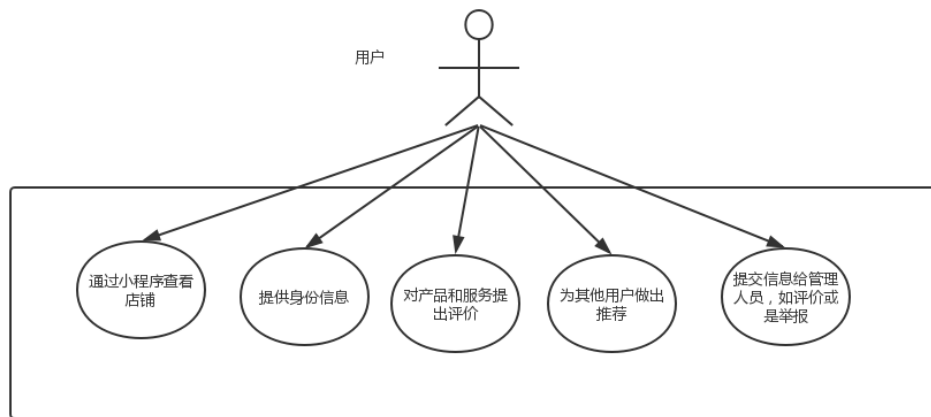 用户
通过小程序查看
店铺
提供身份信息
对产品和服务提
出评价
为其他用户做出
推荐
提交信息给管理
人员，如评价或
是举报